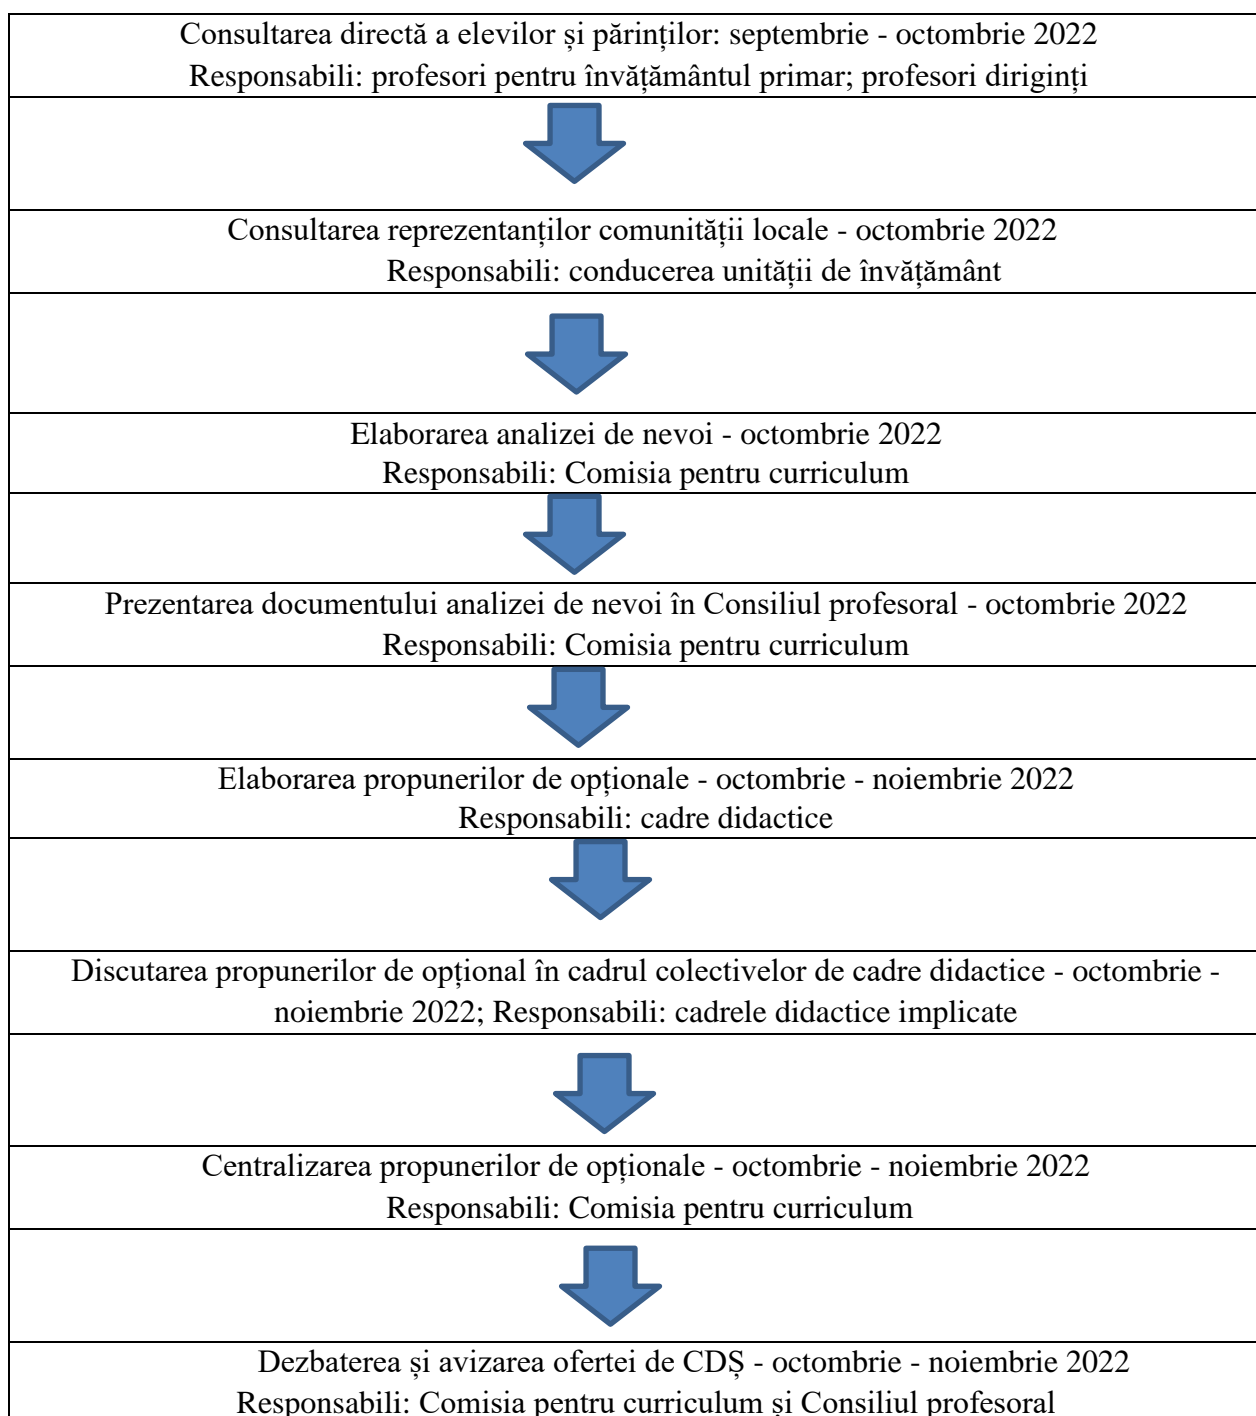 Consultarea directă a elevilor și părinților: septembrie - octombrie 2022
Responsabili: profesori pentru învățământul primar; profesori diriginți
Consultarea reprezentanților comunității locale - octombrie 2022
Responsabili: conducerea unității de învățământ
Elaborarea analizei de nevoi - octombrie 2022
Responsabili: Comisia pentru curriculum
Prezentarea documentului analizei de nevoi în Consiliul profesoral - octombrie 2022
Responsabili: Comisia pentru curriculum
Elaborarea propunerilor de opționale - octombrie - noiembrie 2022
Responsabili: cadre didactice
Discutarea propunerilor de opțional în cadrul colectivelor de cadre didactice - octombrie -
noiembrie 2022; Responsabili: cadrele didactice implicate
Centralizarea propunerilor de opționale - octombrie - noiembrie 2022
Responsabili: Comisia pentru curriculum
Dezbaterea și avizarea ofertei de CDȘ - octombrie - noiembrie 2022
Responsabili: Comisia pentru curriculum și Consiliul profesoral